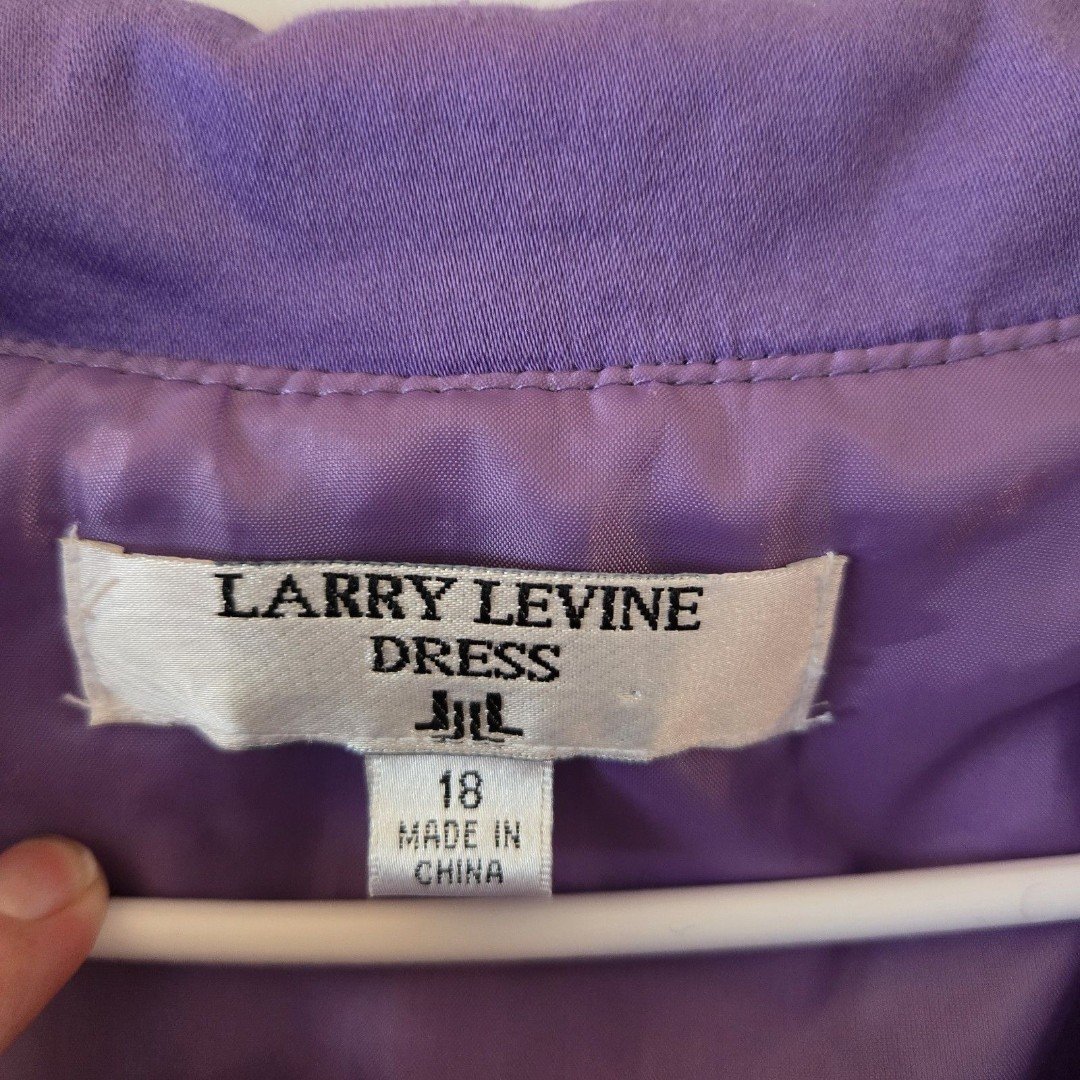 LARRY LEVINE
DRESS
18
MADE IN
CHINA